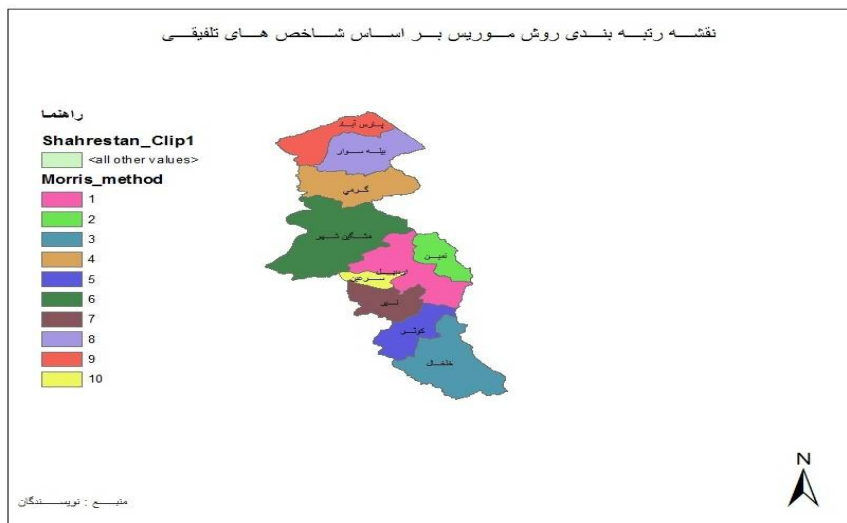 نقشه رتبه بندی روش موریس بر اساس شاخص های تلفیقی
راهنما
Shahrestan_Clip1
<all other values>
Morris_method
1
2
3
4
5
6
7
8
9
10
پارس آباد
بیله سوار
گرمي
مشگین شهر
نمین
اردبیل
سرعین
نیر
کوثر
خلخال
N
منبع : نویسندگان